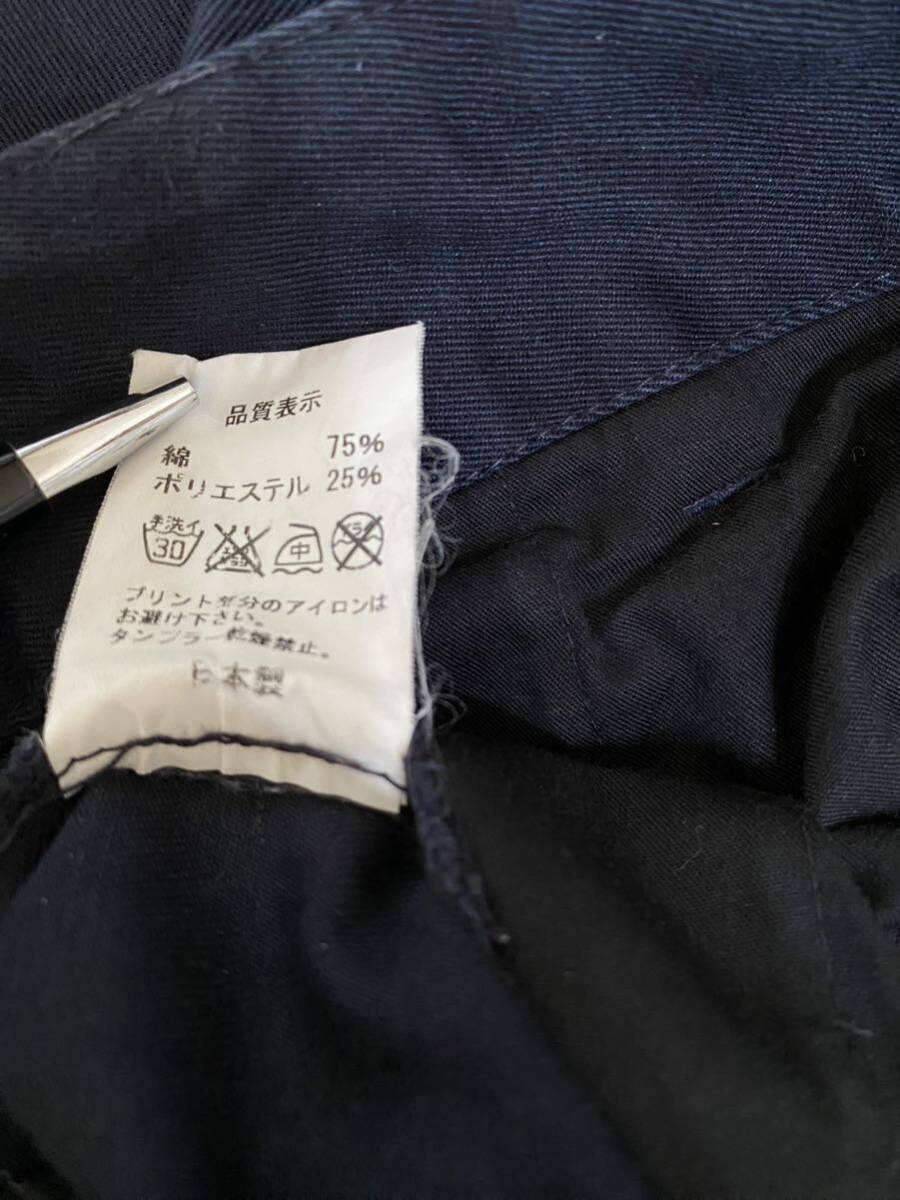 品質表示
綿 75%
ポリエステル 25%
手洗イ 30 中 ドライ
プリント部分のアイロンは
お避け下さい。
タンブラー乾燥禁止。
日本製